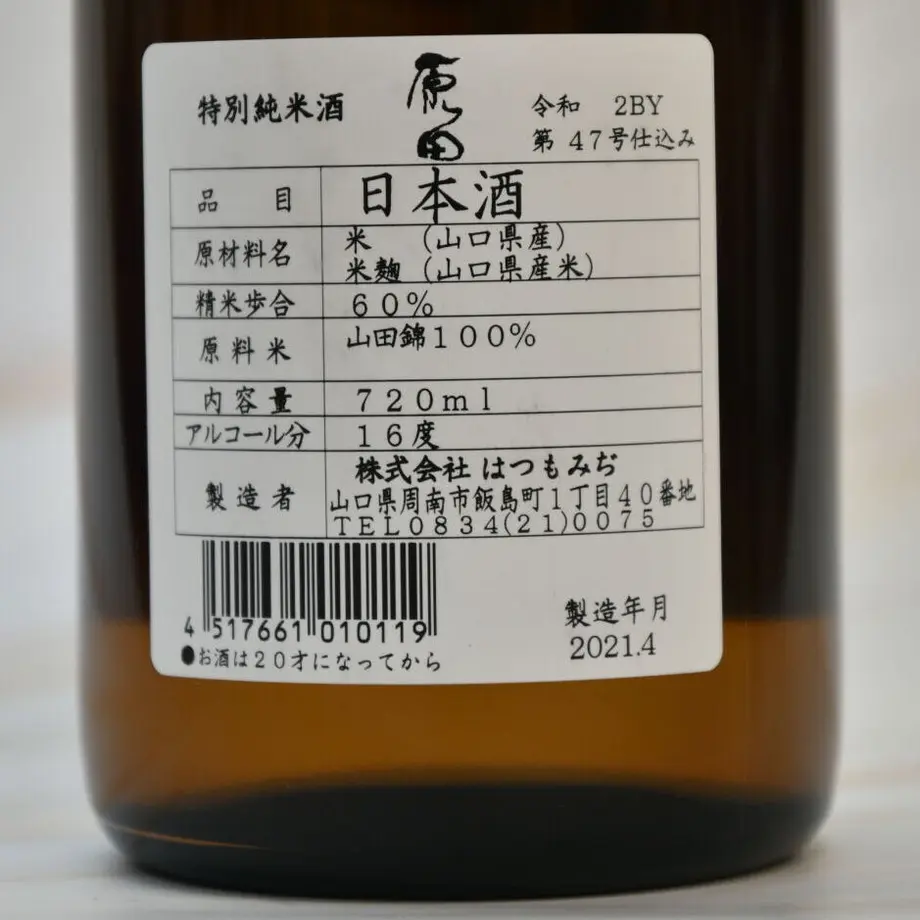 特別純米酒
原田
令和 2BY
第 47号仕込み
品 目 日本酒
原材料名 米 (山口県産)
米麹 (山口県産米)
精米歩合 60%
原料米 山田錦100%
内容量 720ml
アルコール分 16度
製造者 株式会社 はつもみぢ
山口県周南市飯島町1丁目40番地
TEL0834(21)0075
4 517661 010119
●お酒は20才になってから
製造年月
2021.4